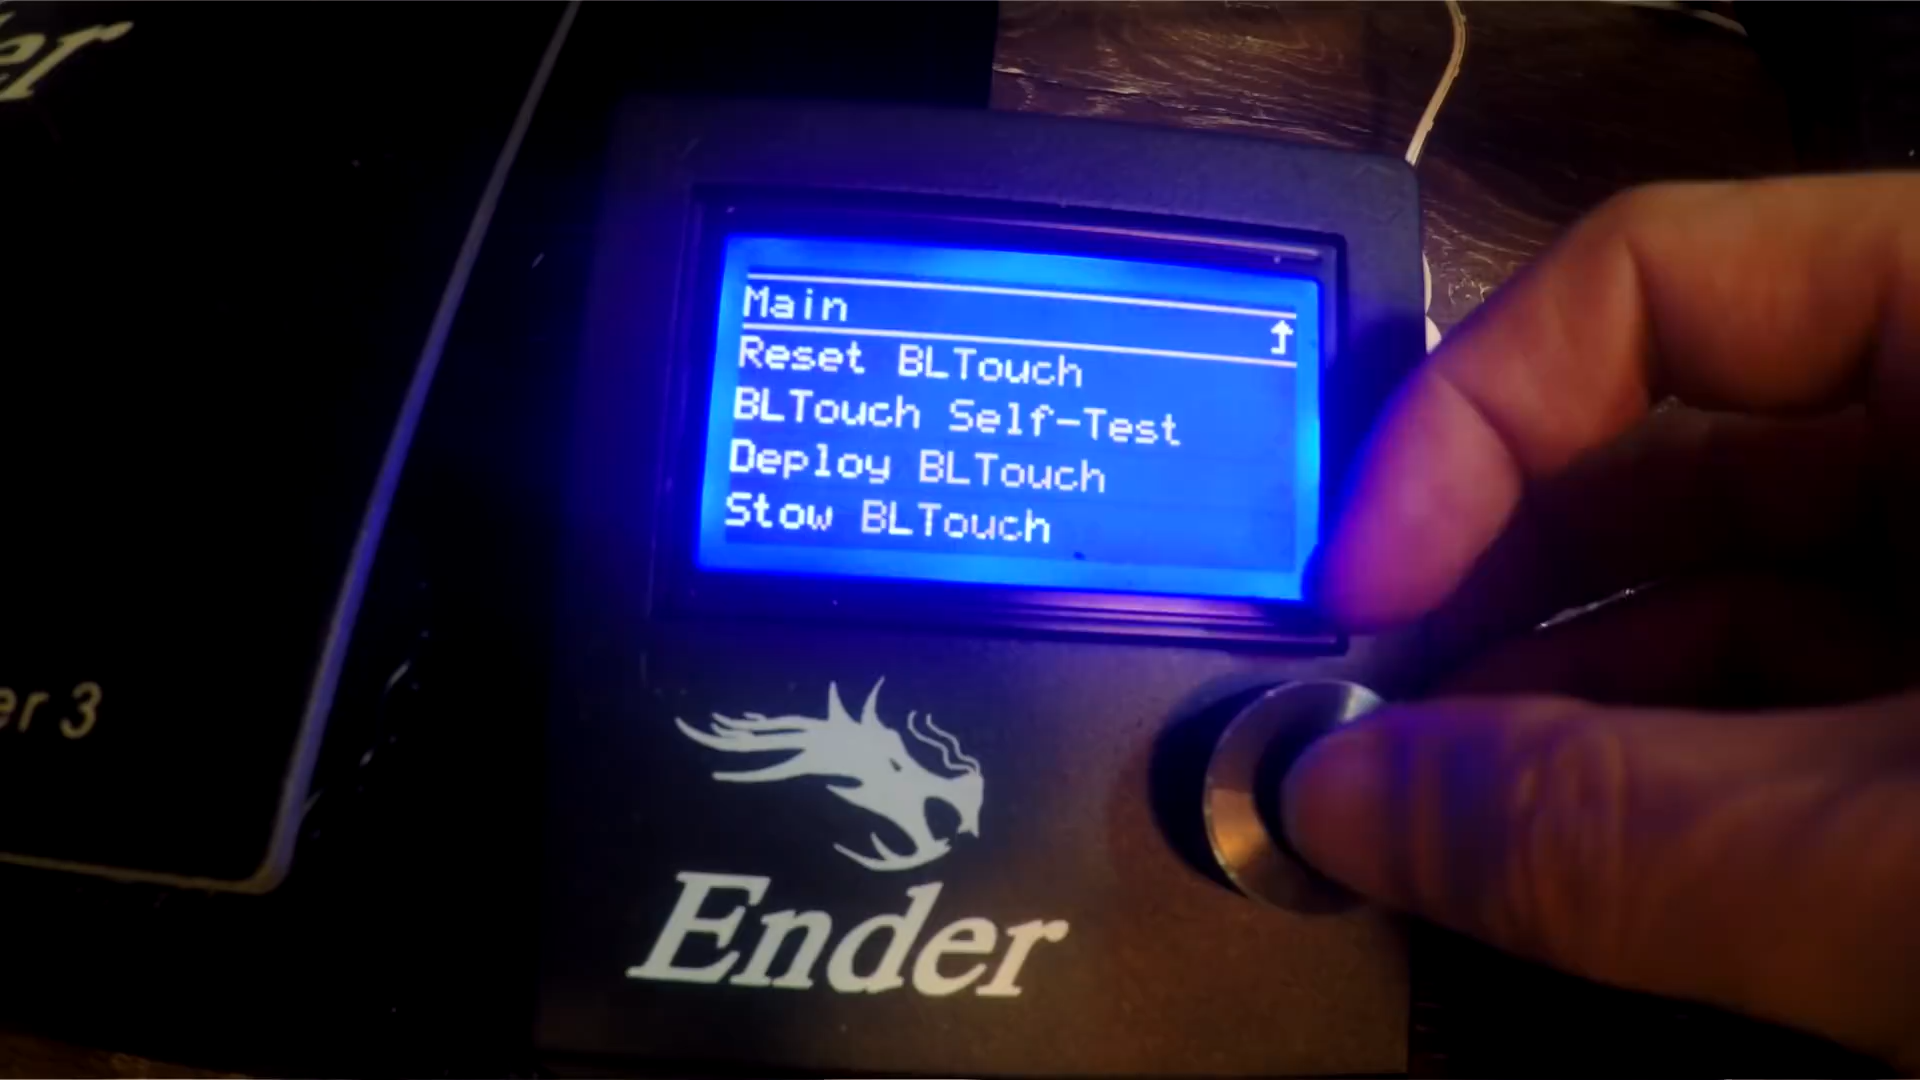 Main
Reset BLTouch
BLTouch Self-Test
Deploy BLTouch
Stow BLTouch
Ender
er 3